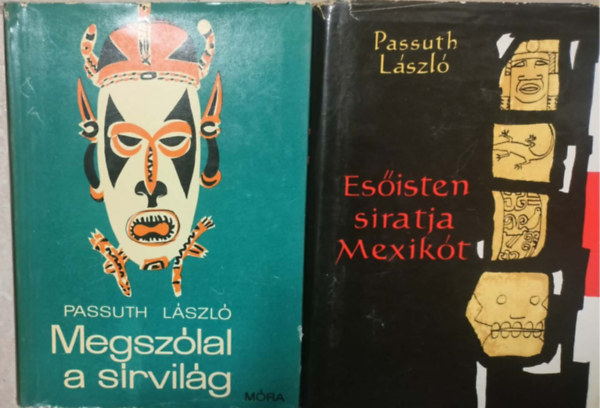 PASSUTH LÁSZLÓ
Megszólal
a sírvilág
MÓRA
Passuth
László
Esőisten
siratja
Mexikót